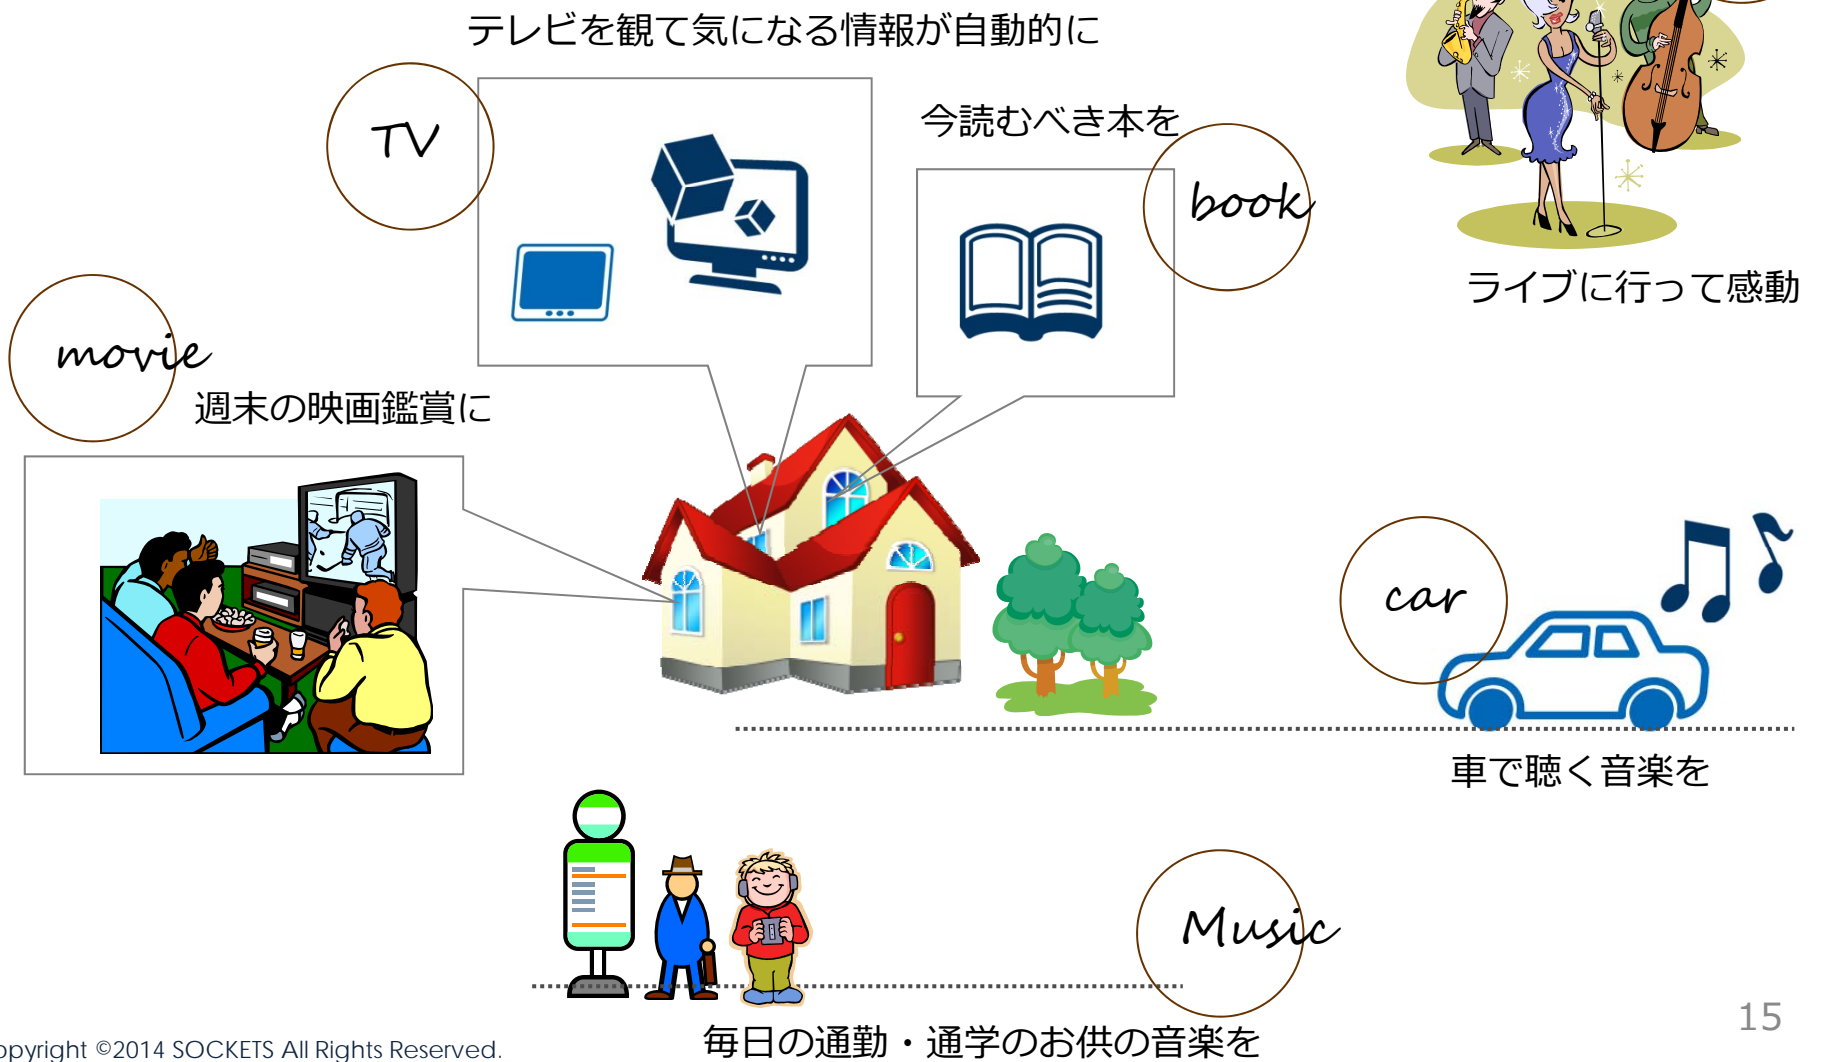 テレビを観て気になる情報が自動的に
TV
今読むべき本を
book
ライブに行って感動
movie
週末の映画鑑賞に
car
車で聴く音楽を
Music
毎日の通勤・通学のお供の音楽を
15
opyright ©2014 SOCKETS All Rights Reserved.